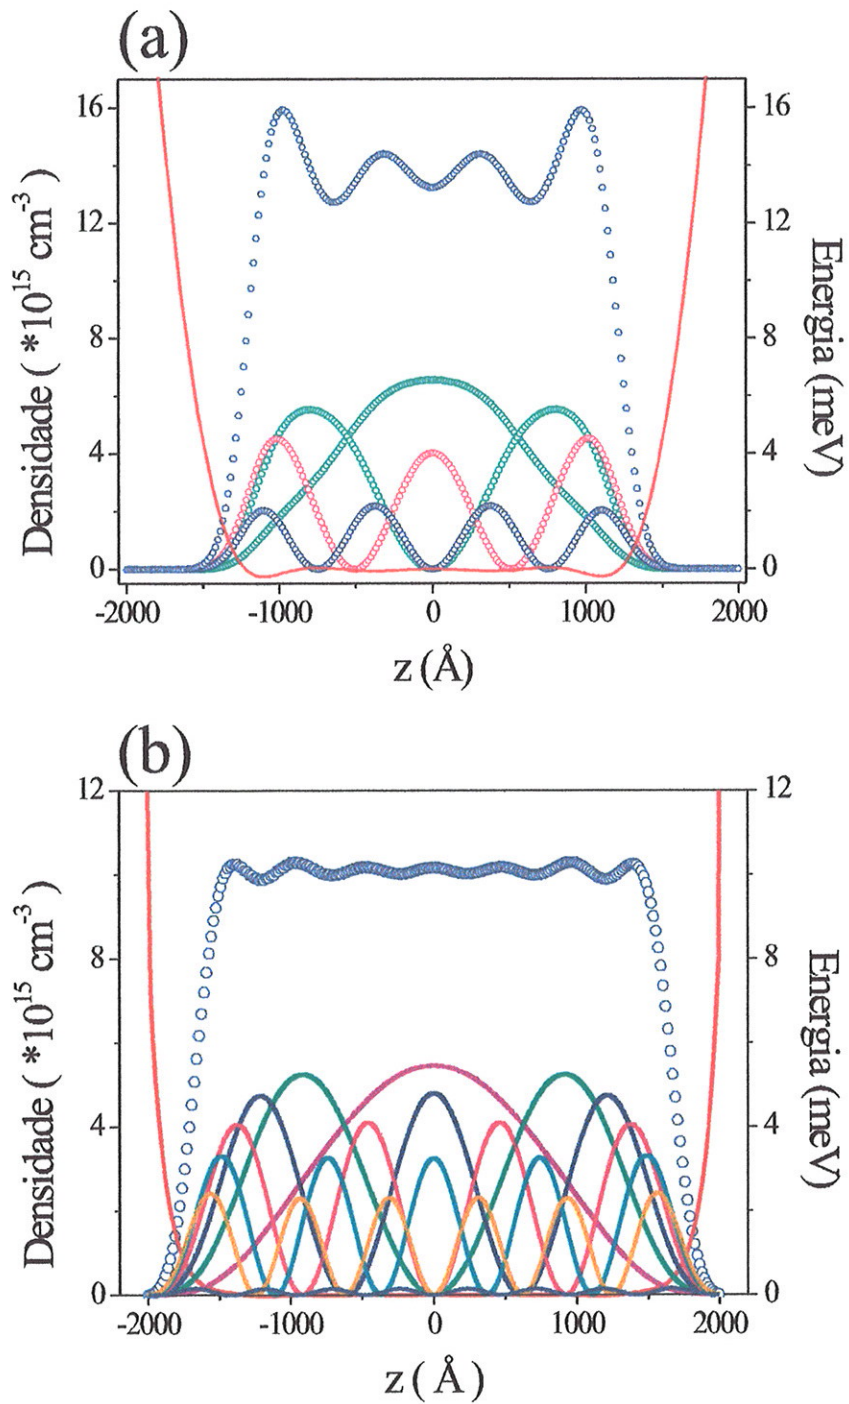 (a)
16 16
12 12
8 8
4 4
0 0
Densidade ( *10^15 cm^-3 )
Energia (meV)
-2000 -1000 0 1000 2000
z (Å)
(b)
12 12
8 8
4 4
0 0
Densidade ( *10^15 cm^-3 )
Energia (meV)
-2000 -1000 0 1000 2000
z ( Å )